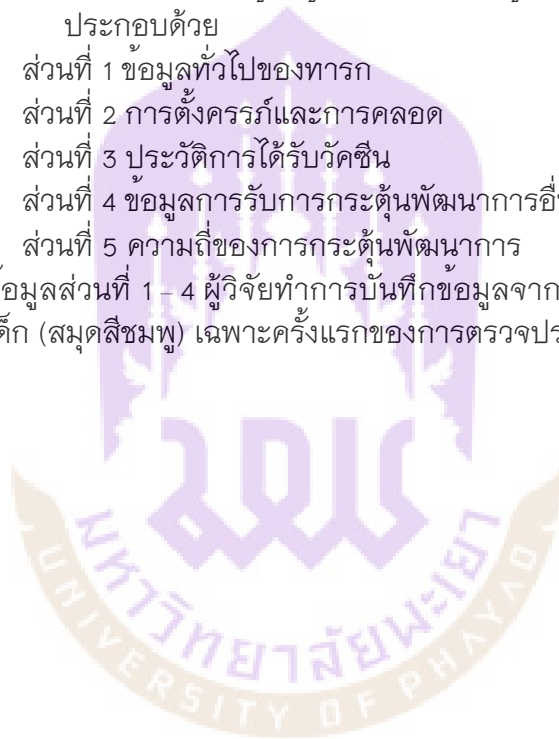 ประกอบด้วย
ส่วนที่ 1 ข้อมูลทั่วไปของทารก
ส่วนที่ 2 การตั้งครรภ์และการคลอด
ส่วนที่ 3 ประวัติการได้รับวัคซีน
ส่วนที่ 4 ข้อมูลการรับการกระตุ้นพัฒนาการอื่น
ส่วนที่ 5 ความถี่ของการกระตุ้นพัฒนาการ
อมูลส่วนที่ 1 – 4 ผู้วิจัยทำการบันทึกข้อมูลจาก
ด็ก (สมุดสีชมพู) เฉพาะครั้งแรกของการตรวจประ
มพย
มหาวิทยาลัยพะเยา
UNIVERSITY OF PHAYAO